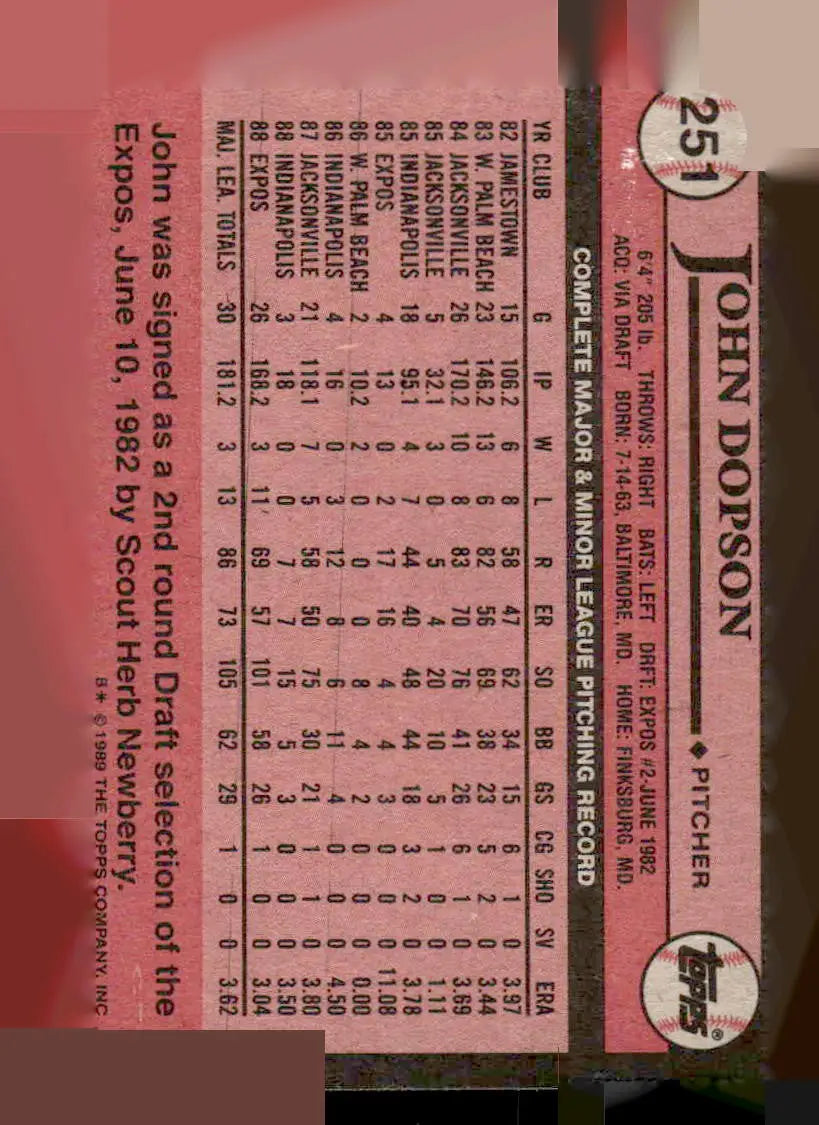 251
JOHN DOPSON ◆ PITCHER
TOPPS®
6'4" 205 lb. THROWS: RIGHT BATS: LEFT DRFT: EXPOS #2-JUNE 1982
ACQ: VIA DRAFT BORN: 7-14-63, BALTIMORE, MD. HOME: FINKSBURG, MD.
COMPLETE MAJOR & MINOR LEAGUE PITCHING RECORD
YR CLUB G IP W L R ER SO BB GS CG SHO SV ERA
82 JAMESTOWN 15 106.2 6 8 58 47 62 34 15 6 1 0 3.97
83 W. PALM BEACH 23 146.2 13 6 82 56 69 38 23 5 2 0 3.44
84 JACKSONVILLE 26 170.2 10 8 83 70 76 41 26 6 1 0 3.69
85 JACKSONVILLE 5 32.1 3 0 5 4 20 10 5 1 0 0 1.11
85 INDIANAPOLIS 18 95.1 4 7 44 40 48 44 18 3 2 0 3.78
85 EXPOS 4 13 0 2 17 16 4 4 3 0 0 0 11.08
86 W. PALM BEACH 2 10.2 2 0 0 0 8 4 2 0 0 0 0.00
86 INDIANAPOLIS 4 16 0 3 12 8 6 11 4 0 0 0 4.50
87 JACKSONVILLE 21 118.1 7 5 58 50 75 30 21 1 1 0 3.80
88 INDIANAPOLIS 3 18 0 0 7 7 15 5 3 0 0 0 3.50
88 EXPOS 26 168.2 3 11 69 57 101 58 26 1 0 0 3.04
MAJ. LEA. TOTALS 30 181.2 3 13 86 73 105 62 29 1 0 0 3.62
John was signed as a 2nd round Draft selection of the
Expos, June 10, 1982 by Scout Herb Newberry.
B* © 1989 THE TOPPS COMPANY, INC